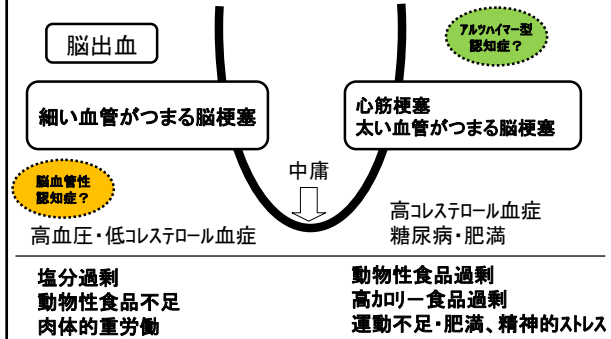 脳出血
アルツハイマー型
認知症？
細い血管がつまる脳梗塞
心筋梗塞
太い血管がつまる脳梗塞
中庸
脳血管性
認知症？
高血圧・低コレステロール血症
高コレステロール血症
糖尿病・肥満
塩分過剰
動物性食品不足
肉体的重労働
動物性食品過剰
高カロリー食品過剰
運動不足・肥満、精神的ストレス